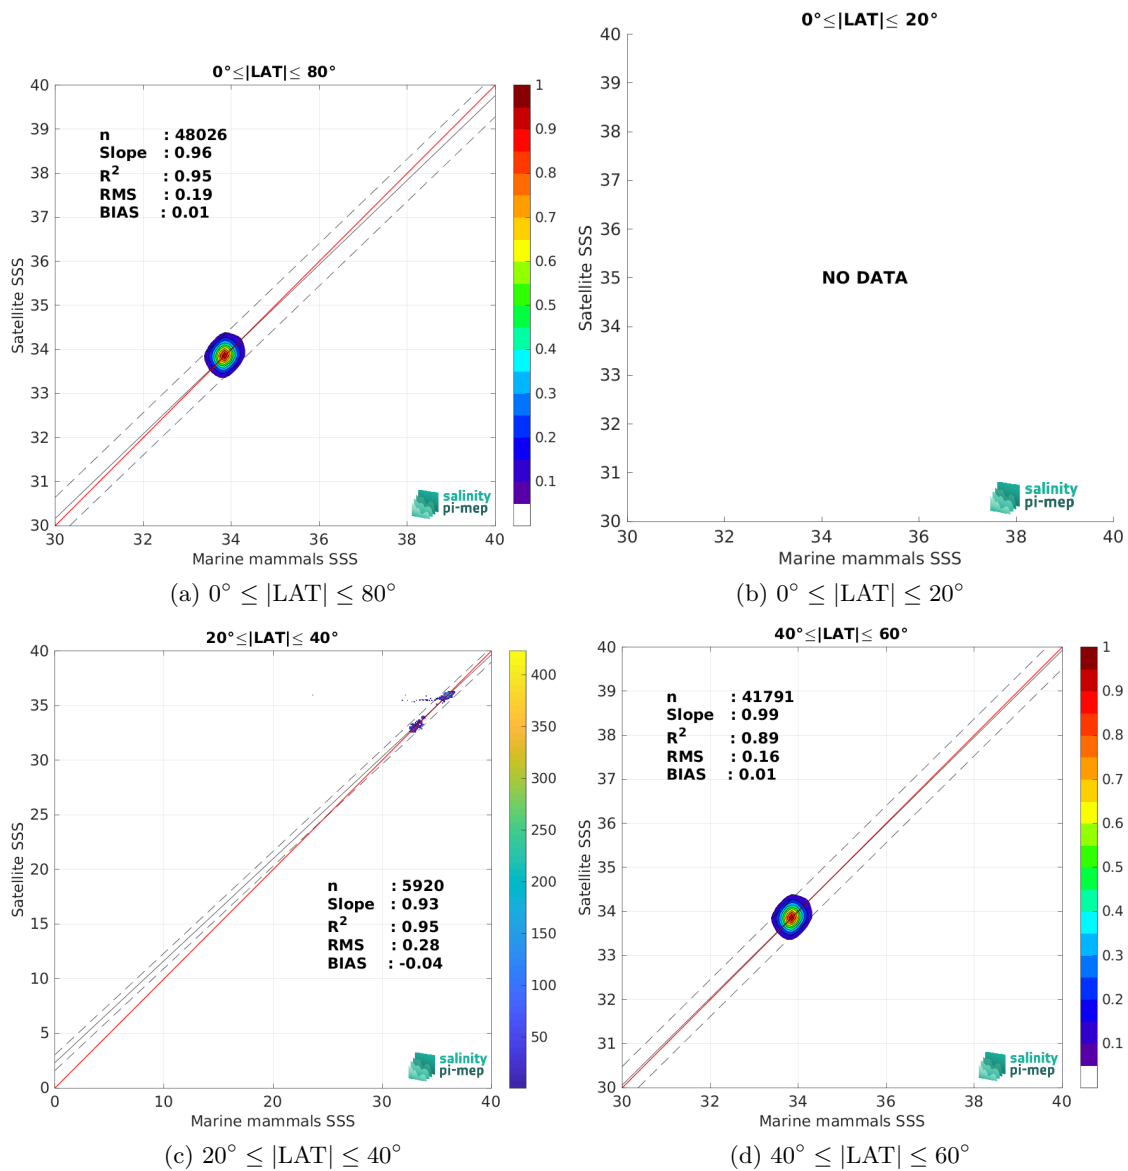 0°≤|LAT|≤ 80°
40
39
38
37
36
35
34
33
32
31
30
30
32
34
36
38
40
Satellite SSS
Marine mammals SSS
n : 48026
Slope : 0.96
R² : 0.95
RMS : 0.19
BIAS : 0.01
salinity
pi-mep
1
0.9
0.8
0.7
0.6
0.5
0.4
0.3
0.2
0.1
(a) 0° ≤ |LAT| ≤ 80°
0°≤|LAT|≤ 20°
40
39
38
37
36
35
34
33
32
31
30
30
32
34
36
38
40
Satellite SSS
Marine mammals SSS
NO DATA
salinity
pi-mep
(b) 0° ≤ |LAT| ≤ 20°
20°≤|LAT|≤ 40°
40
35
30
25
20
15
10
5
0
0
10
20
30
40
Satellite SSS
Marine mammals SSS
n : 5920
Slope : 0.93
R² : 0.95
RMS : 0.28
BIAS : -0.04
salinity
pi-mep
400
350
300
250
200
150
100
50
(c) 20° ≤ |LAT| ≤ 40°
40°≤|LAT|≤ 60°
40
39
38
37
36
35
34
33
32
31
30
30
32
34
36
38
40
Satellite SSS
Marine mammals SSS
n : 41791
Slope : 0.99
R² : 0.89
RMS : 0.16
BIAS : 0.01
salinity
pi-mep
1
0.9
0.8
0.7
0.6
0.5
0.4
0.3
0.2
0.1
(d) 40° ≤ |LAT| ≤ 60°